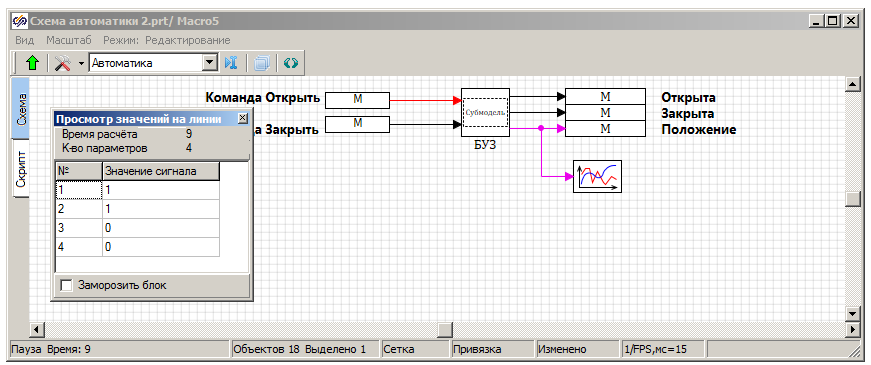 Схема автоматики 2.prt/ Macro5
Вид Масштаб Режим: Редактирование
Автоматика
Схема
Скрипт
Команда Открыть
М
М
Открыта
Субмодель
М
Закрыта
а Закрыть
М
М
Положение
БУЗ
Просмотр значений на линии
Время расчёта 9
К-во параметров 4
№ Значение сигнала
1 1
2 1
3 0
4 0
Заморозить блок
Пауза Время: 9 Объектов 18 Выделено 1 Сетка Привязка Изменено 1/FPS,мс=15